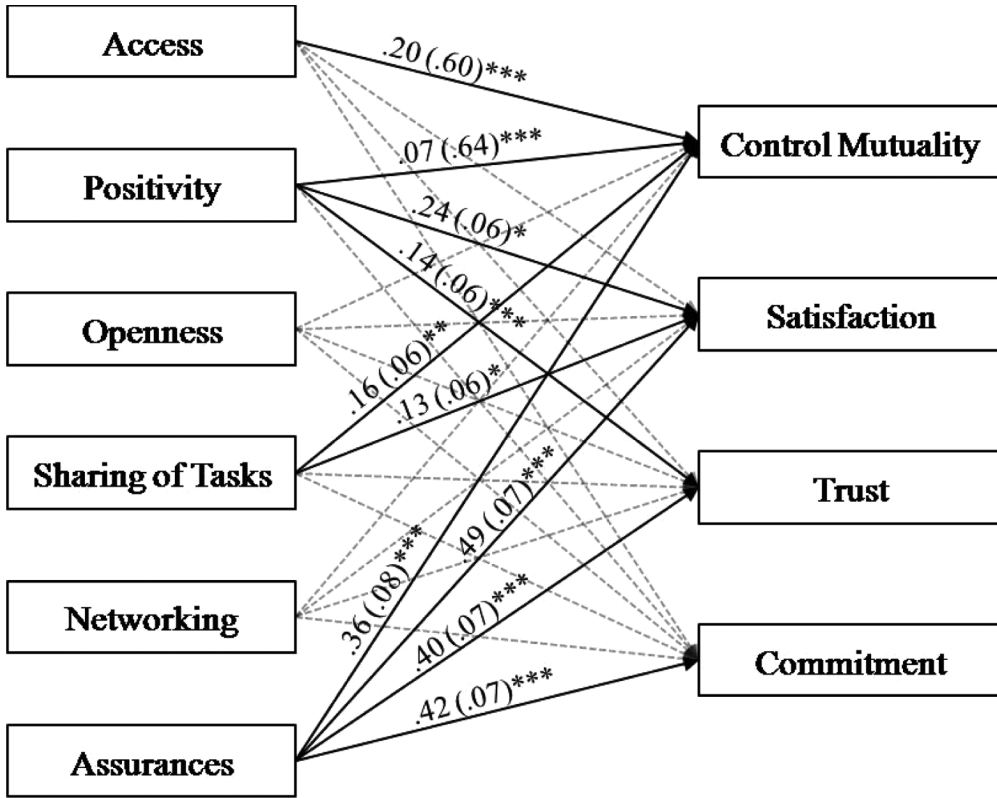 Access
Positivity
Openness
Sharing of Tasks
Networking
Assurances
.20 (.60)***
.07 (.64)***
.24 (.06)*
.14 (.06)***
.16 (.06)**
.13 (.06)*
.49 (.07)***
.36 (.08)***
.40 (.07)***
.42 (.07)***
Control Mutuality
Satisfaction
Trust
Commitment